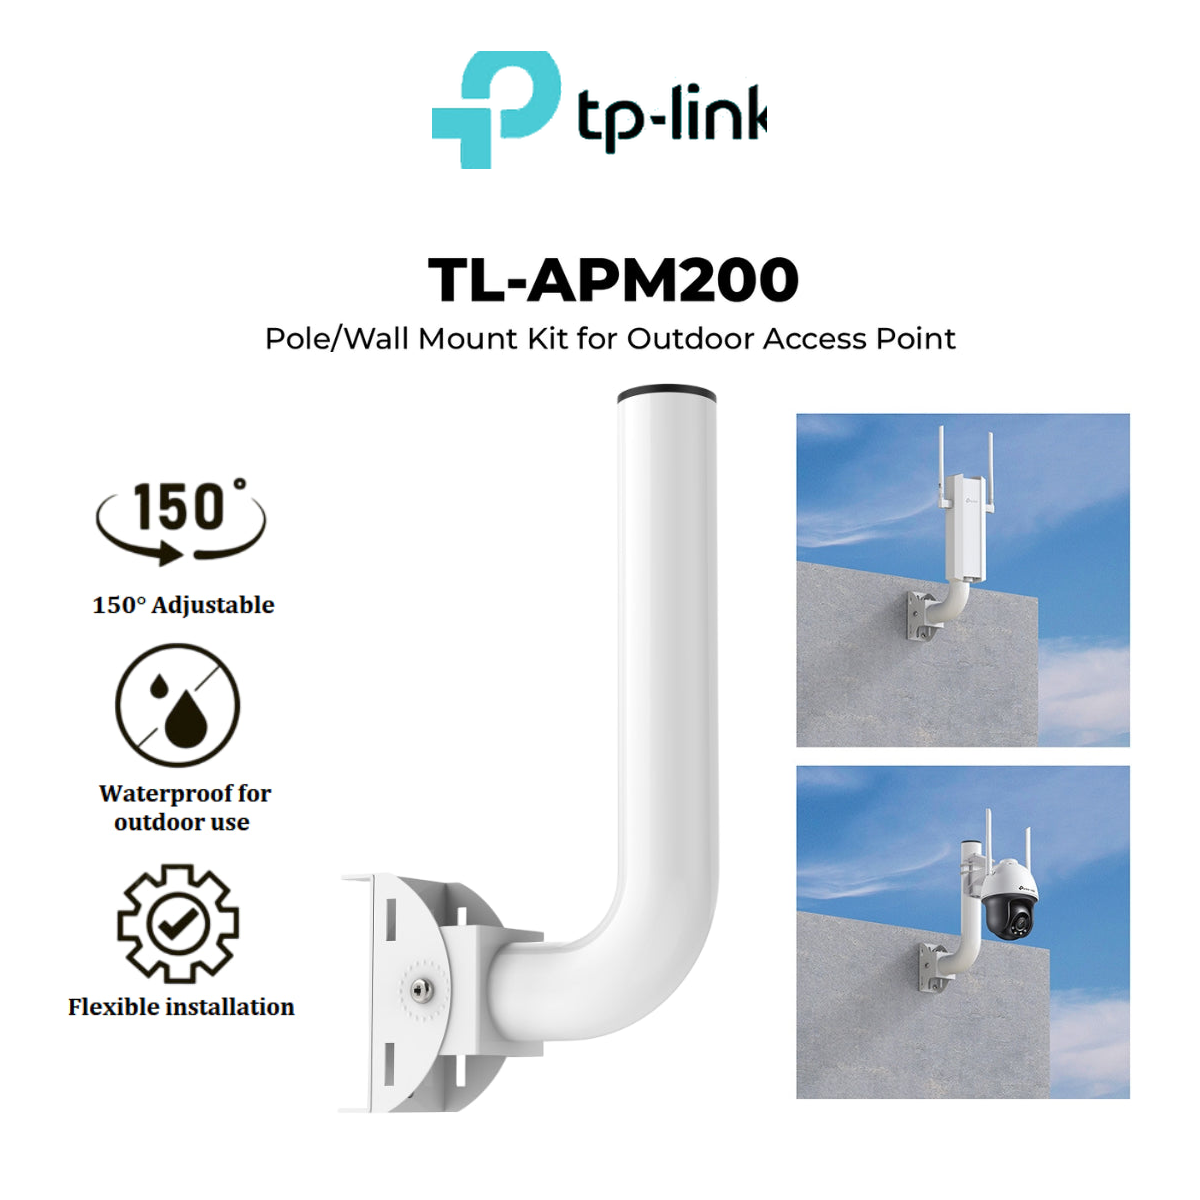 tp-link
TL-APM200
Pole/Wall Mount Kit for Outdoor Access Point
150°
150° Adjustable
Waterproof for
outdoor use
Flexible installation